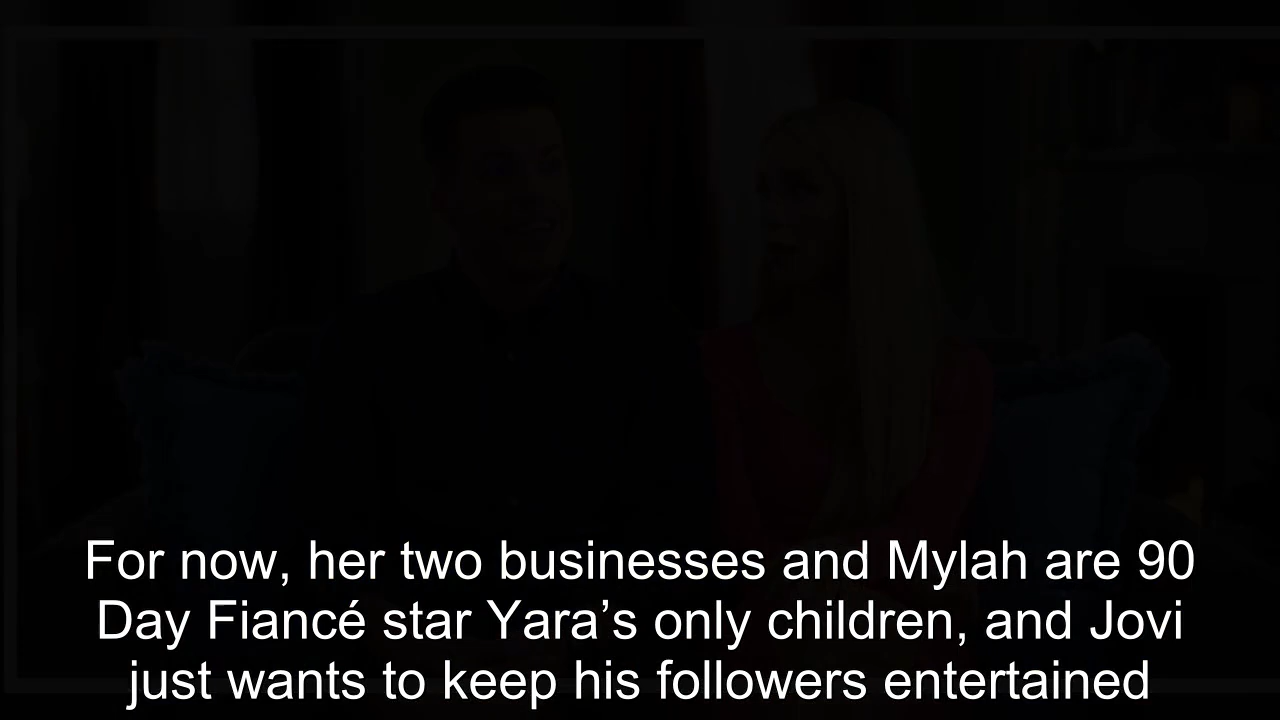 For now, her two businesses and Mylah are 90
Day Fiancé star Yara’s only children, and Jovi
just wants to keep his followers entertained